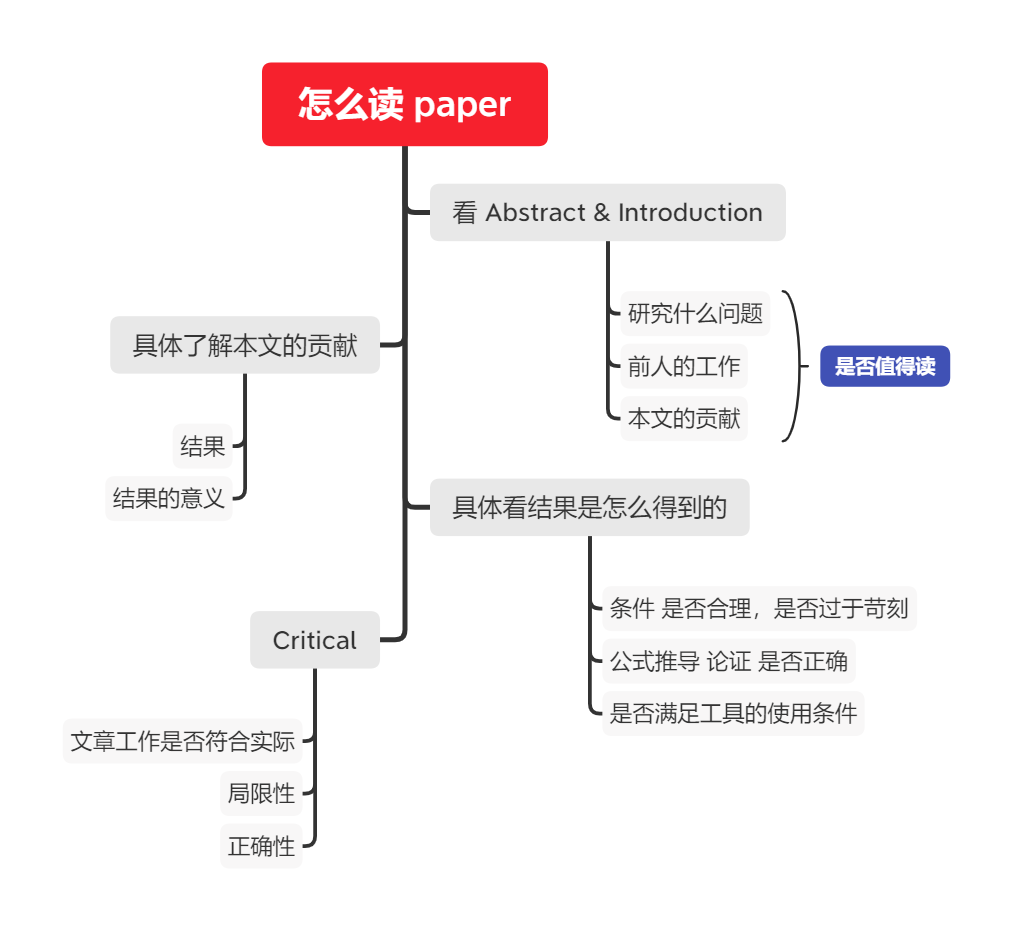 怎么读 paper
看 Abstract & Introduction
研究什么问题
前人的工作
本文的贡献
是否值得读
具体了解本文的贡献
结果
结果的意义
具体看结果是怎么得到的
条件 是否合理，是否过于苛刻
公式推导 论证 是否正确
是否满足工具的使用条件
Critical
文章工作是否符合实际
局限性
正确性